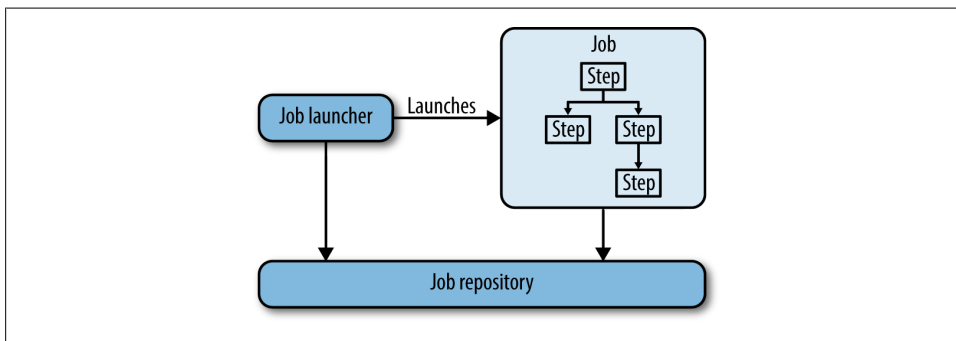 Job
Step
Job launcher
Launches
Step
Step
Step
Job repository